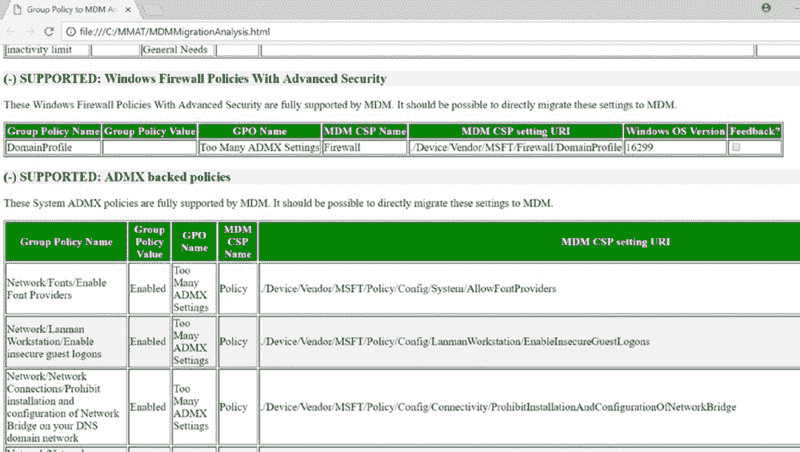 Group Policy to MDM An
file:///C:/MMAT/MDMMigrationAnalysis.html
inactivity limit General Needs
(-) SUPPORTED: Windows Firewall Policies With Advanced Security
These Windows Firewall Policies With Advanced Security are fully supported by MDM. It should be possible to directly migrate these settings to MDM.
Group Policy Name Group Policy Value GPO Name MDM CSP Name MDM CSP setting URI Windows OS Version Feedback?
DomainProfile Too Many ADMX Settings Firewall ./Device/Vendor/MSFT/Firewall/DomainProfile 16299
(-) SUPPORTED: ADMX backed policies
These System ADMX policies are fully supported by MDM. It should be possible to directly migrate these settings to MDM.
Group Policy Name
Group
Policy
Value
GPO
Name
MDM
CSP
Name
MDM CSP setting URI
Network/Fonts/Enable
Font Providers
Enabled
Too
Many
ADMX
Settings
Policy
./Device/Vendor/MSFT/Policy/Config/System/AllowFontProviders
Network/Lanman
Workstation/Enable
insecure guest logons
Enabled
Too
Many
ADMX
Settings
Policy
./Device/Vendor/MSFT/Policy/Config/LanmanWorkstation/EnableInsecureGuestLogons
Network/Network
Connections/Prohibit
installation and
configuration of Network
Bridge on your DNS
domain network
Enabled
Too
Many
ADMX
Settings
Policy
./Device/Vendor/MSFT/Policy/Config/Connectivity/ProhibitInstallationAndConfigurationOfNetworkBridge